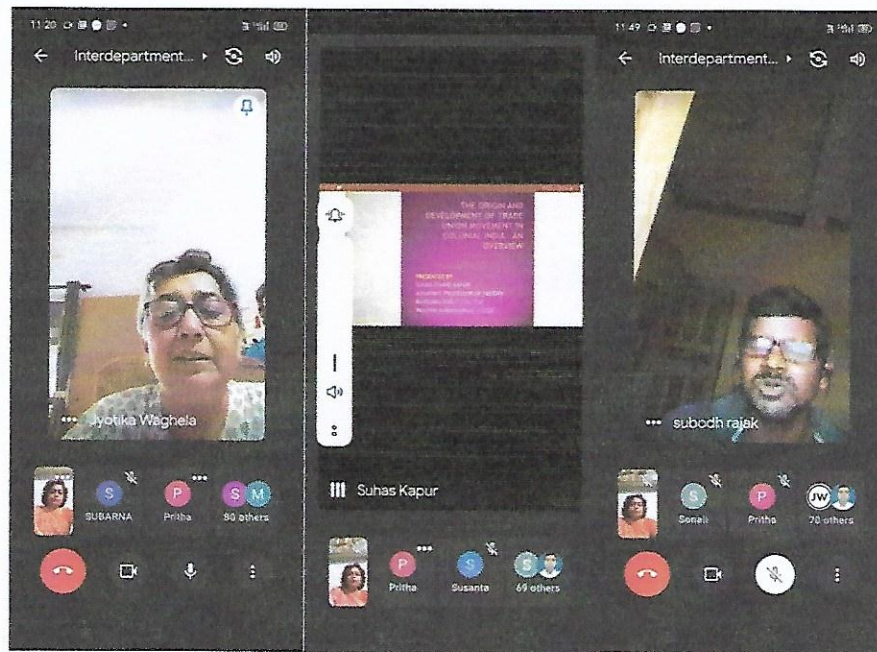 11:20
Interdepartment...
Jyotika Waghela
SUBARNA
Pritha
80 others
THE ORIGIN AND
DEVELOPMENT OF TRADE
UNION MOVEMENT IN
COLONIAL INDIA: AN
OVERVIEW
PRESENTED BY
Suhas Kapur
Pritha
Susanta
69 others
11:49
Interdepartment...
subodh rajak
Sonali
Pritha
JW
70 others